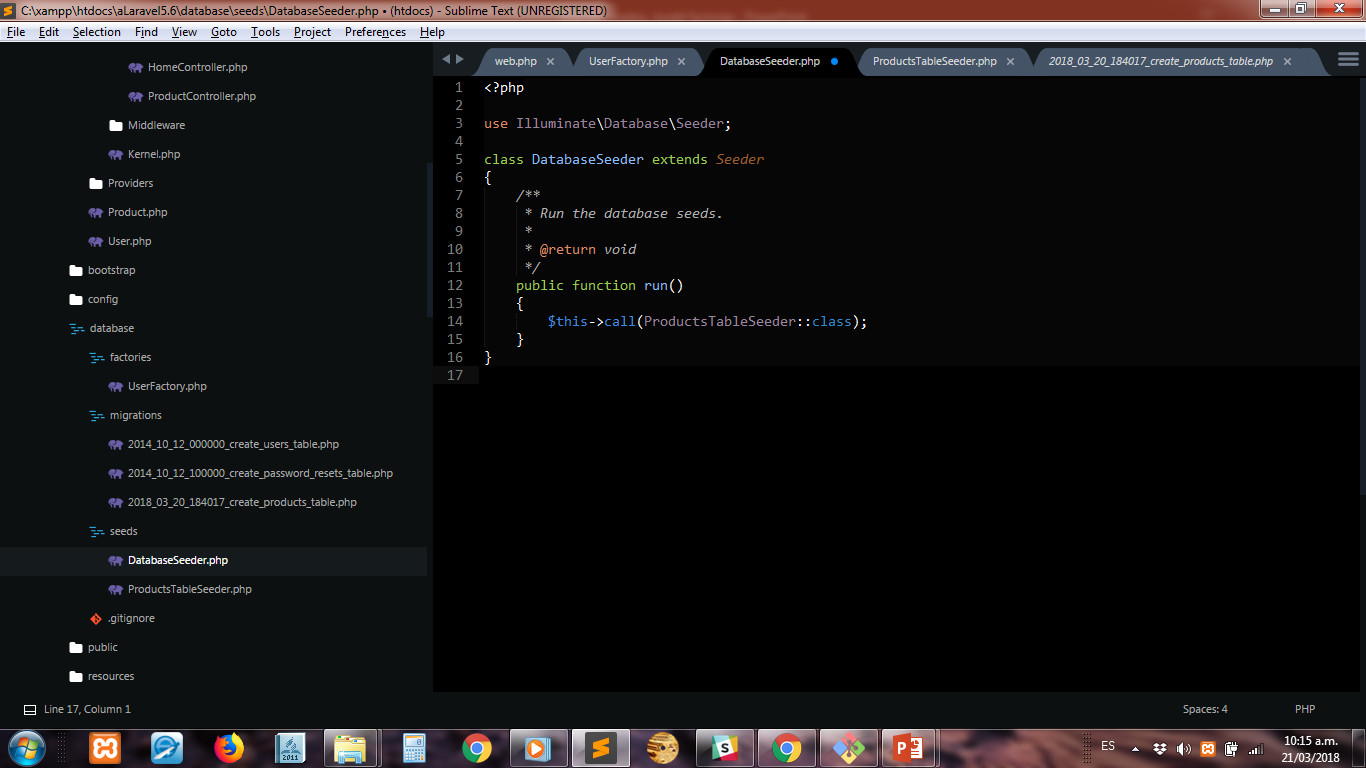 C:\xampp\htdocs\aLaravel5.6\database\seeds\DatabaseSeeder.php • (htdocs) - Sublime Text (UNREGISTERED)
File Edit Selection Find View Goto Tools Project Preferences Help
HomeController.php
ProductController.php
Middleware
Kernel.php
Providers
Product.php
User.php
bootstrap
config
database
factories
UserFactory.php
migrations
2014_10_12_000000_create_users_table.php
2014_10_12_100000_create_password_resets_table.php
2018_03_20_184017_create_products_table.php
seeds
DatabaseSeeder.php
ProductsTableSeeder.php
.gitignore
public
resources
web.php UserFactory.php DatabaseSeeder.php ProductsTableSeeder.php 2018_03_20_184017_create_products_table.php
1 <?php
2
3 use Illuminate\Database\Seeder;
4
5 class DatabaseSeeder extends Seeder
6 {
7     /**
8      * Run the database seeds.
9      *
10      * @return void
11      */
12     public function run()
13     {
14         $this->call(ProductsTableSeeder::class);
15     }
16 }
17
Line 17, Column 1 Spaces: 4 PHP
2011
S
P
ES
10:15 a.m.
21/03/2018